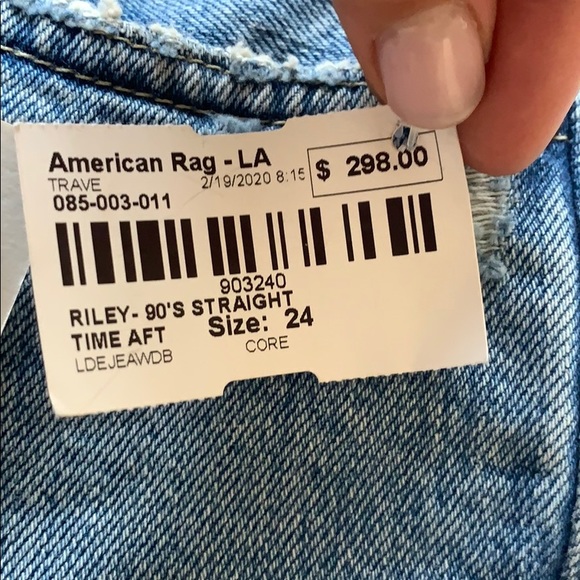 American Rag - LA
TRAVE 2/19/2020 8:15
$ 298.00
085-003-011
903240
RILEY- 90'S STRAIGHT
TIME AFT Size: 24
LDEJEAWDB CORE